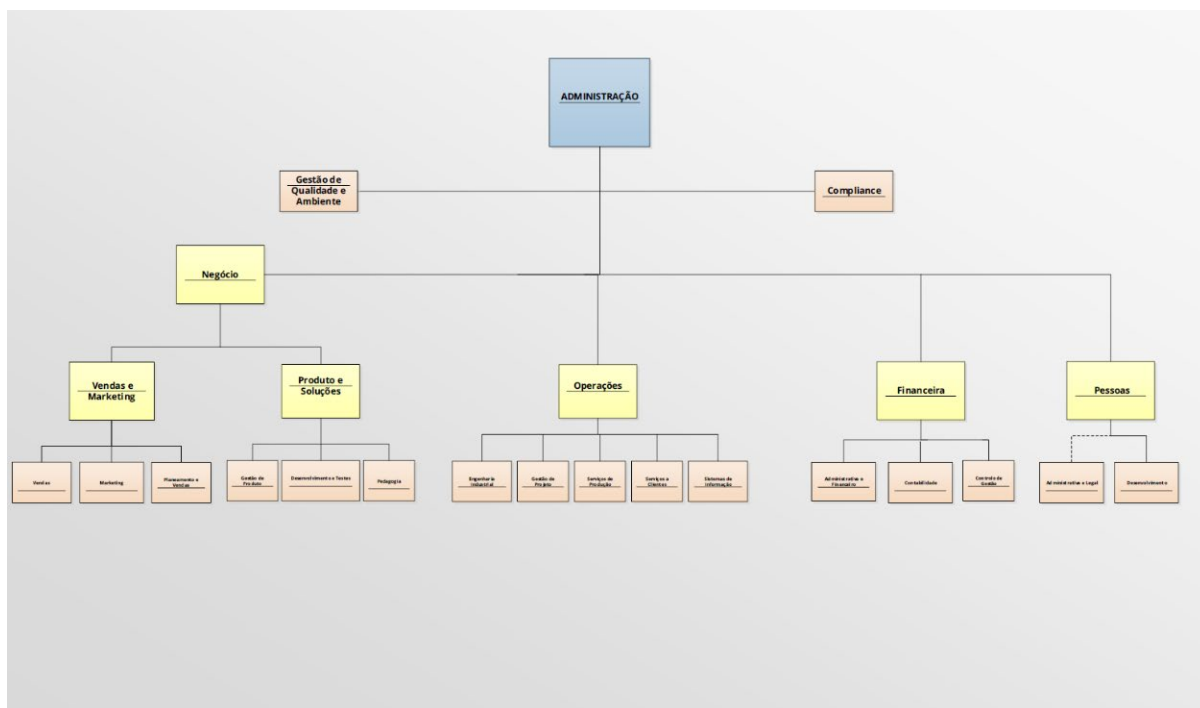 ADMINISTRAÇÃO
Gestão de
Qualidade e
Ambiente
Compliance
Negócio
Vendas e
Marketing
Produto e
Soluções
Operações
Financeira
Pessoas
Vendas
Marketing
Planeamento e
Vendas
Gestão de
Produto
Desenvolvimento e Testes
Pedagogia
Engenharia
Industrial
Gestão de
Projeto
Serviços de
Produção
Serviços a
Clientes
Sistemas de
Informação
Administrativa e
Financeiro
Contabilidade
Controlo de
Gestão
Administrativa e Legal
Desenvolvimento